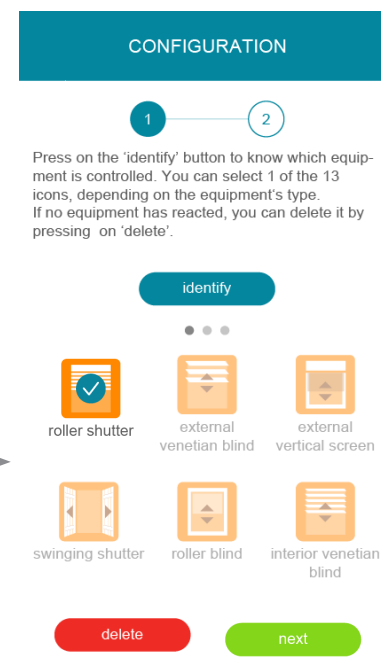 CONFIGURATION
1 2
Press on the ‘identify’ button to know which equip-
ment is controlled. You can select 1 of the 13
icons, depending on the equipment‘s type.
If no equipment has reacted, you can delete it by
pressing on ‘delete’.
identify
roller shutter
external
venetian blind
external
vertical screen
swinging shutter
roller blind
interior venetian
blind
delete
next